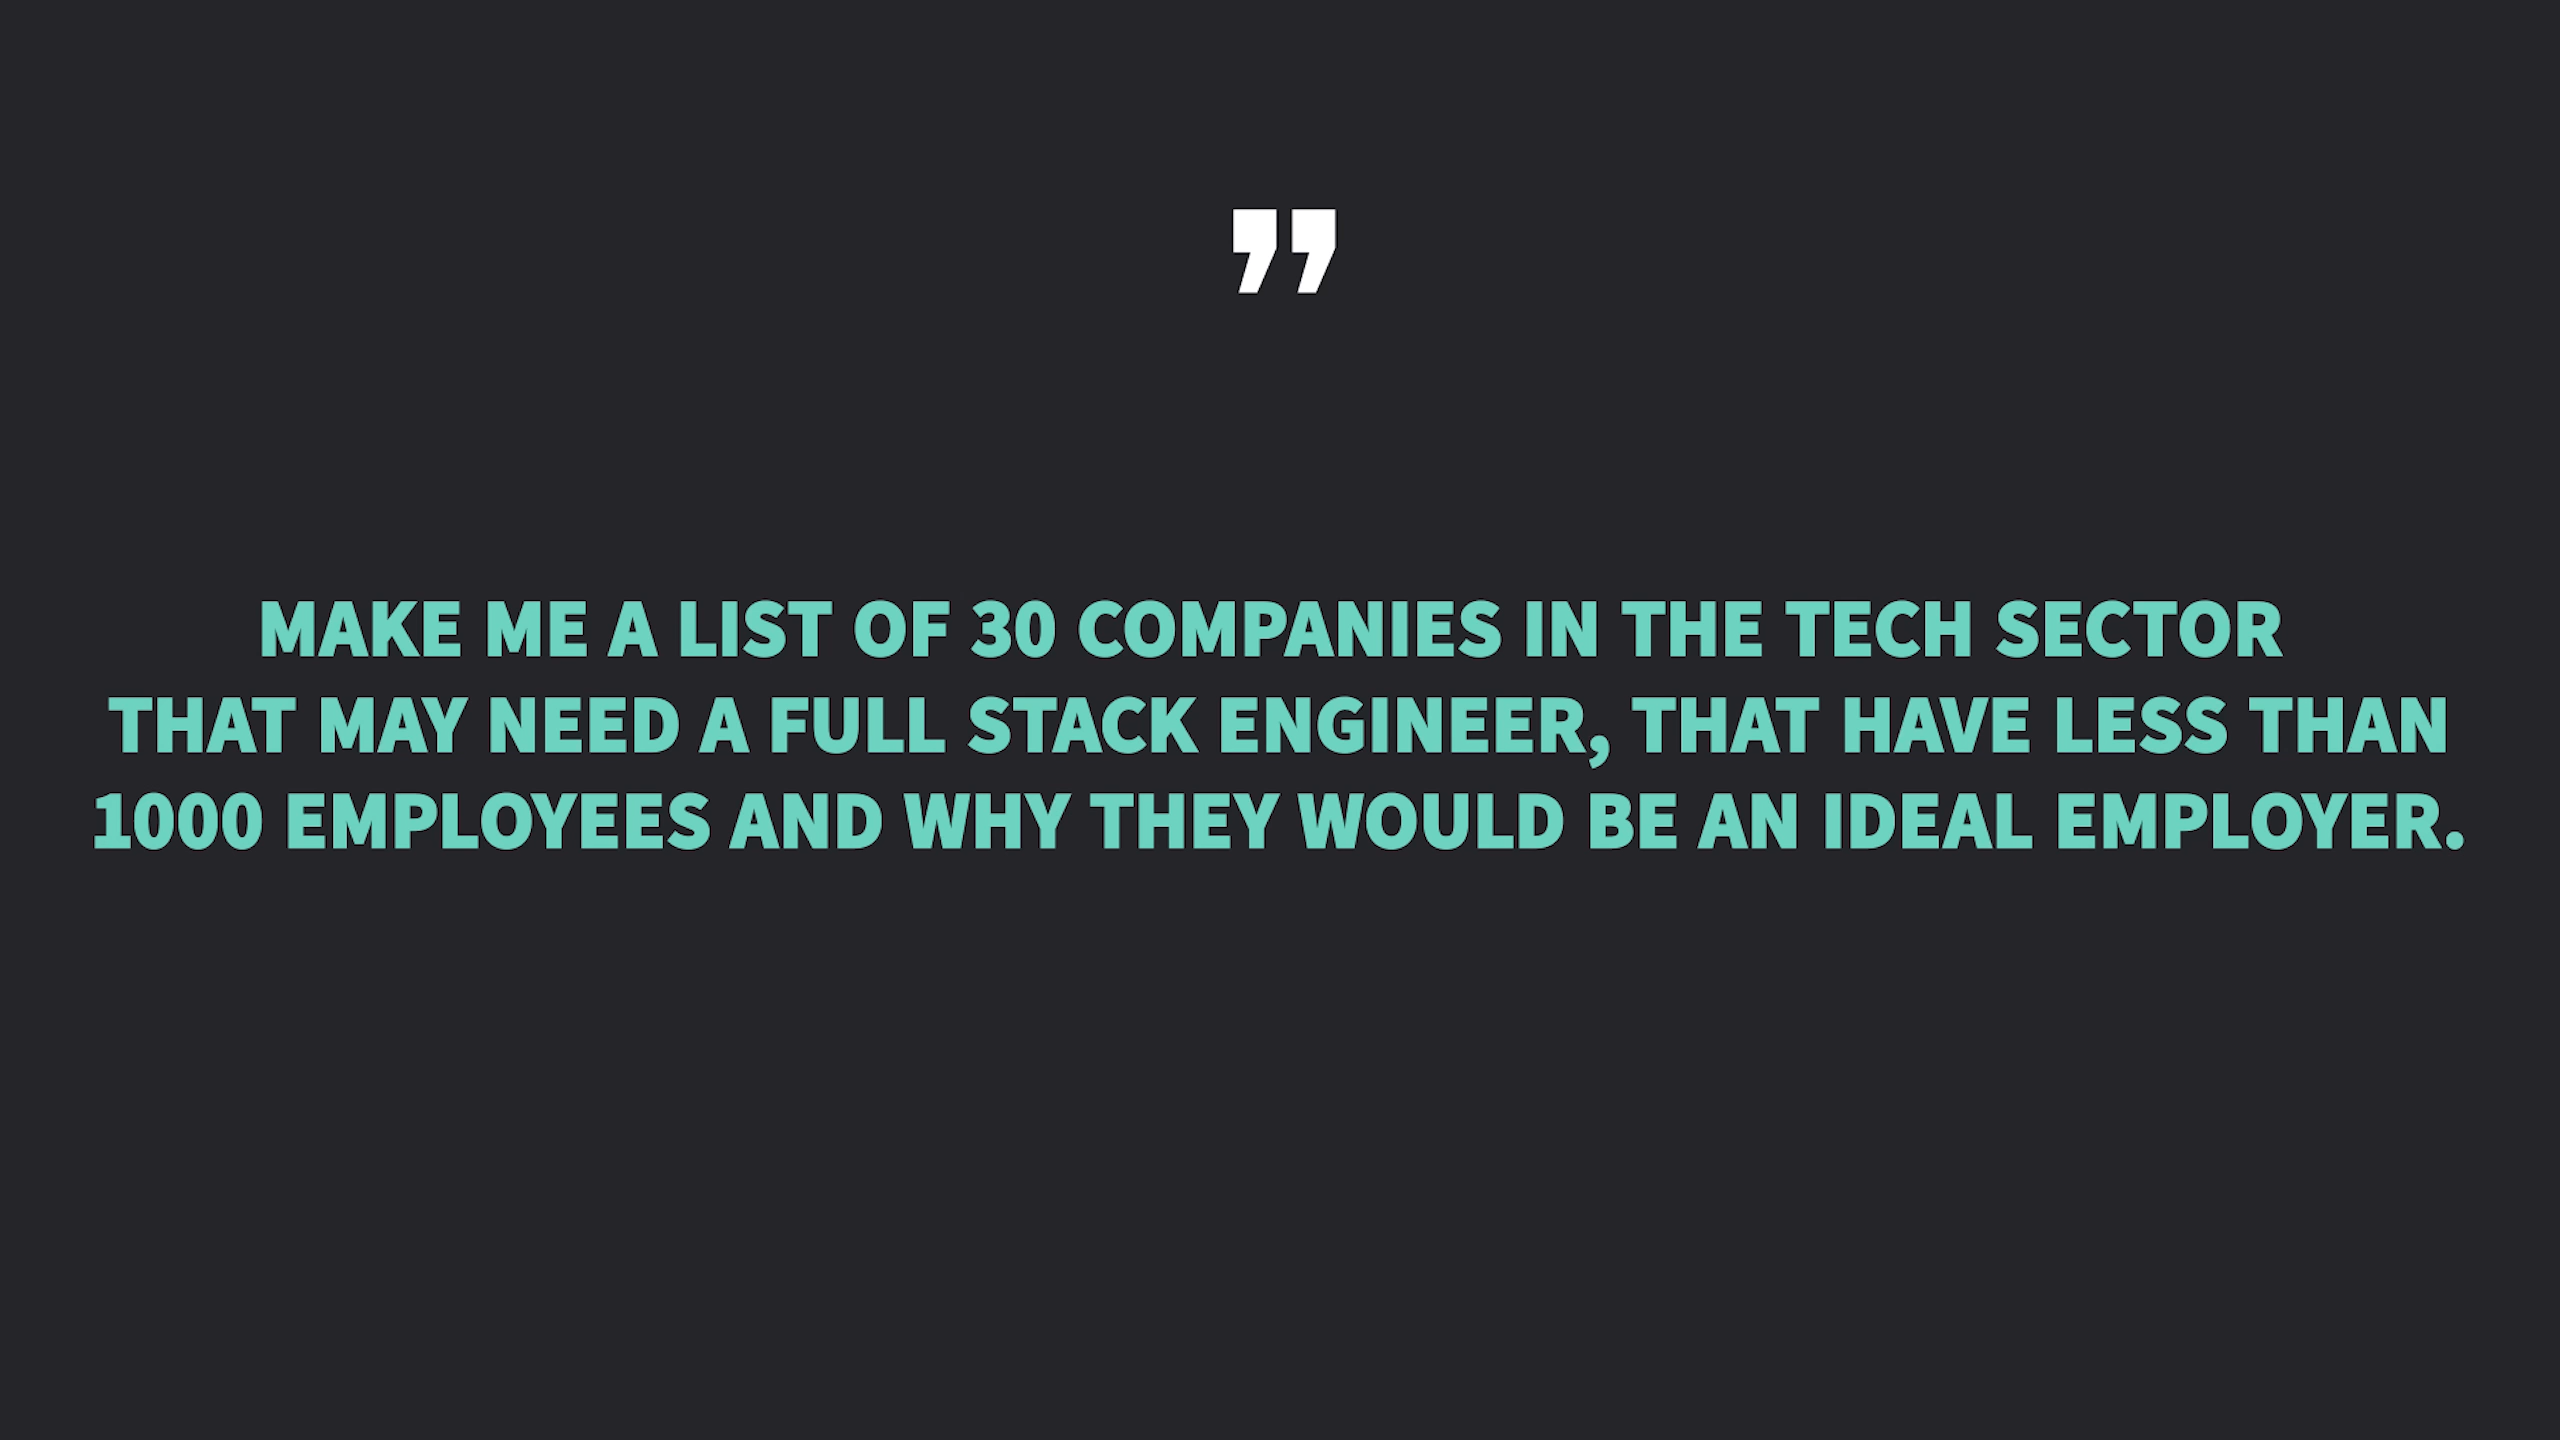 ”
MAKE ME A LIST OF 30 COMPANIES IN THE TECH SECTOR
THAT MAY NEED A FULL STACK ENGINEER, THAT HAVE LESS THAN
1000 EMPLOYEES AND WHY THEY WOULD BE AN IDEAL EMPLOYER.